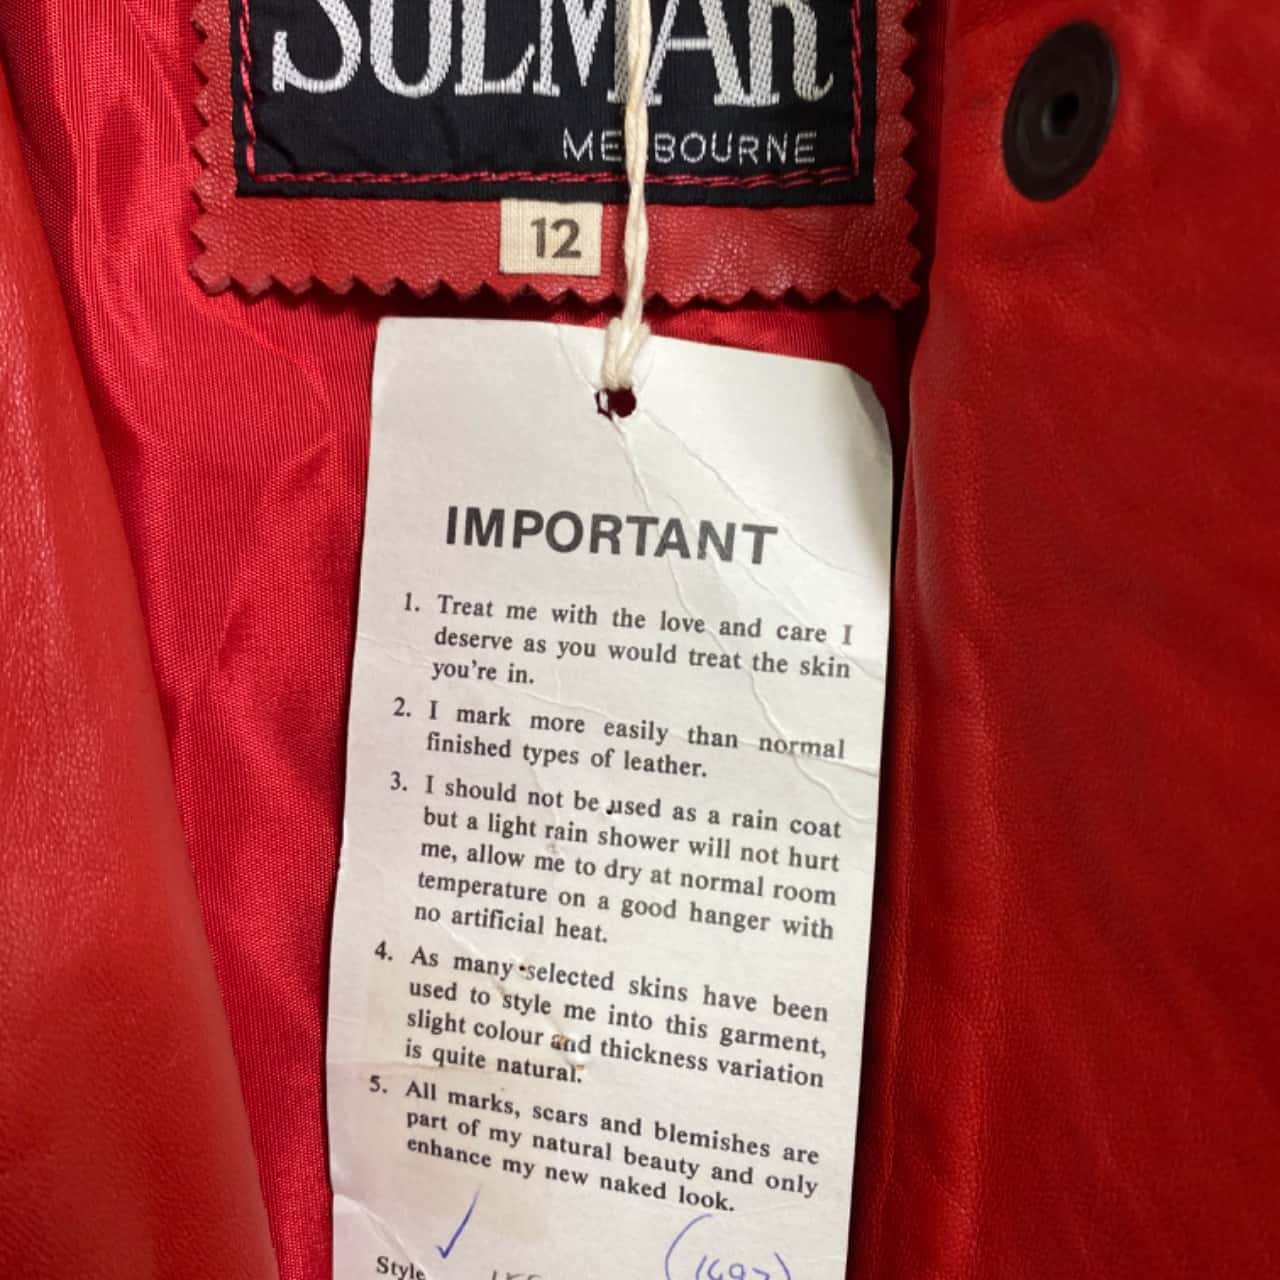 SOLMAR
MELBOURNE
12
IMPORTANT
1. Treat me with the love and care I
deserve as you would treat the skin
you're in.
2. I mark more easily than normal
finished types of leather.
3. I should not be used as a rain coat
but a light rain shower will not hurt
me, allow me to dry at normal room
temperature on a good hanger with
no artificial heat.
4. As many selected skins have been
used to style me into this garment,
slight colour and thickness variation
is quite natural.
5. All marks, scars and blemishes are
part of my natural beauty and only
enhance my new naked look.
Style